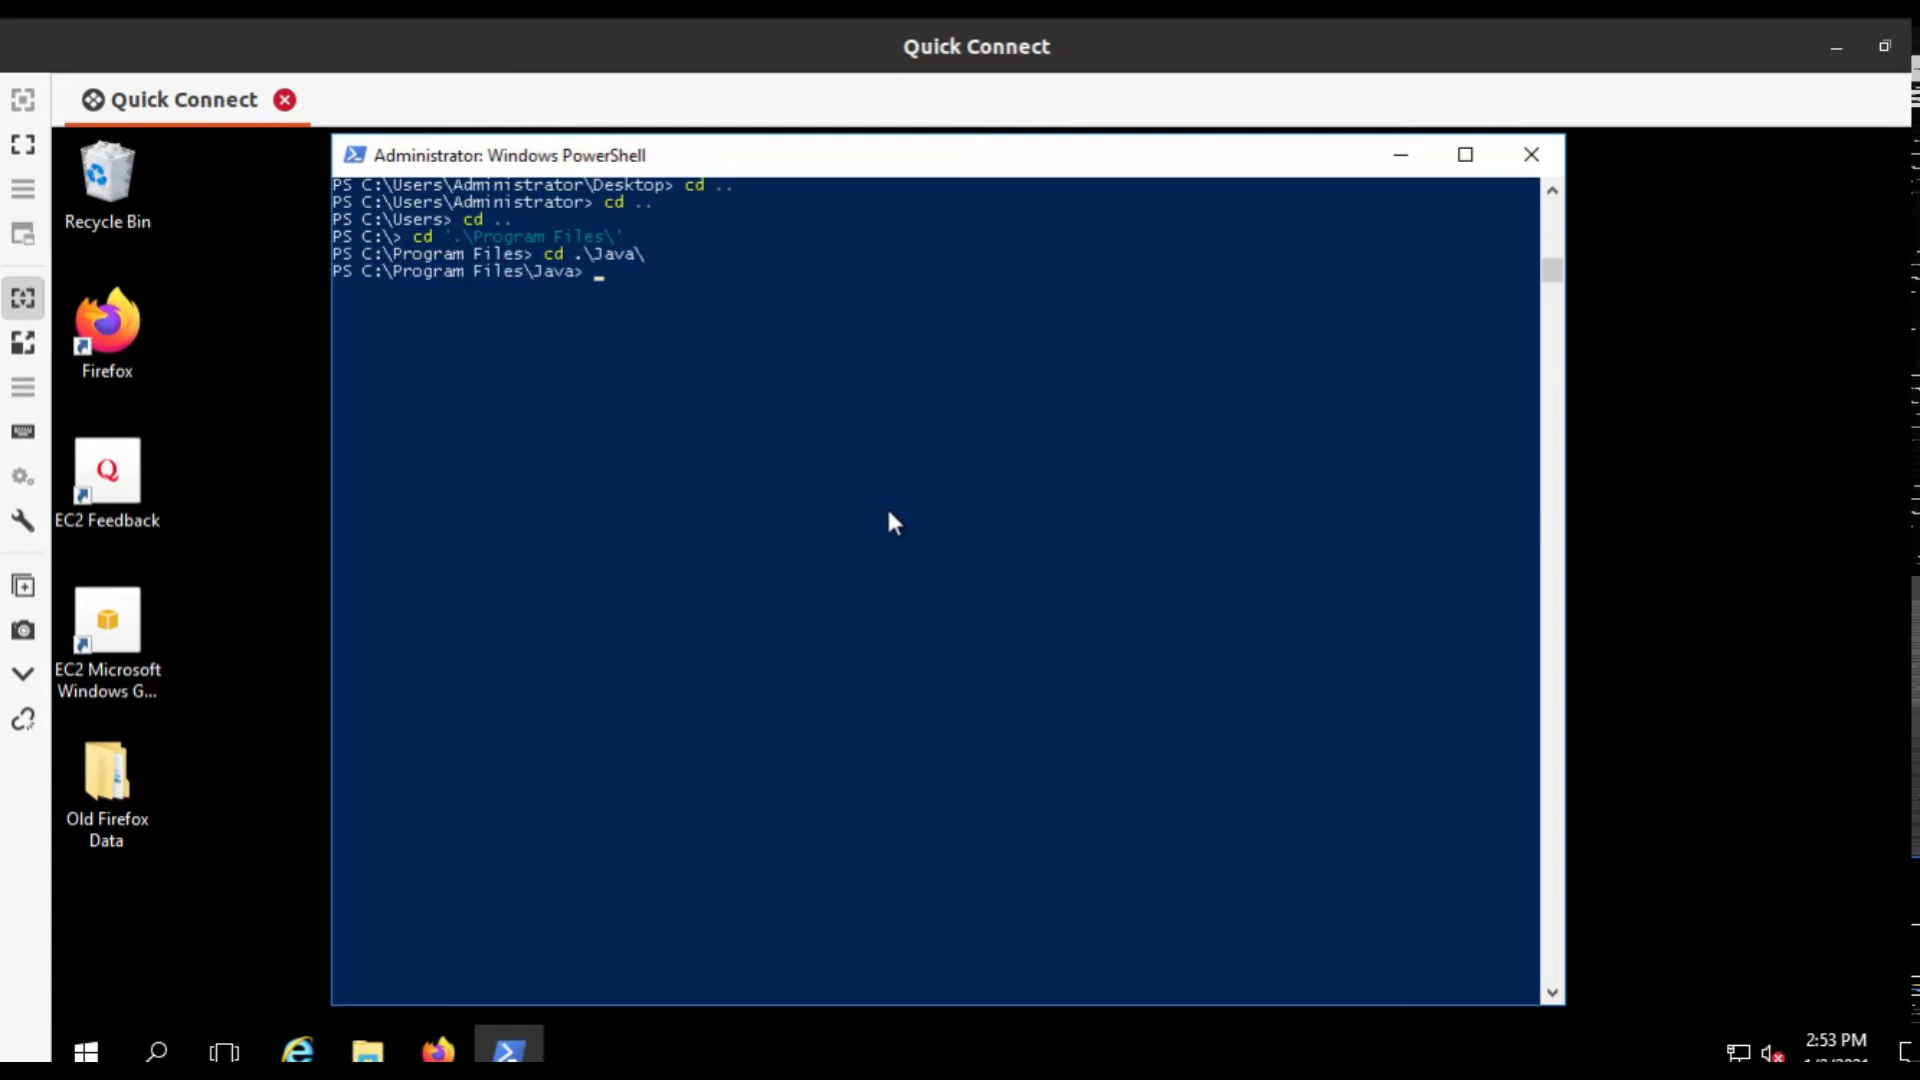 Quick Connect
Quick Connect
Administrator: Windows PowerShell
PS C:\Users\Administrator\Desktop> cd ..
PS C:\Users\Administrator> cd ..
PS C:\Users> cd ..
PS C:\> cd '.\Program Files\'
PS C:\Program Files> cd .\Java\
PS C:\Program Files\Java>
Recycle Bin
Firefox
EC2 Feedback
EC2 Microsoft
Windows G...
Old Firefox
Data
2:53 PM